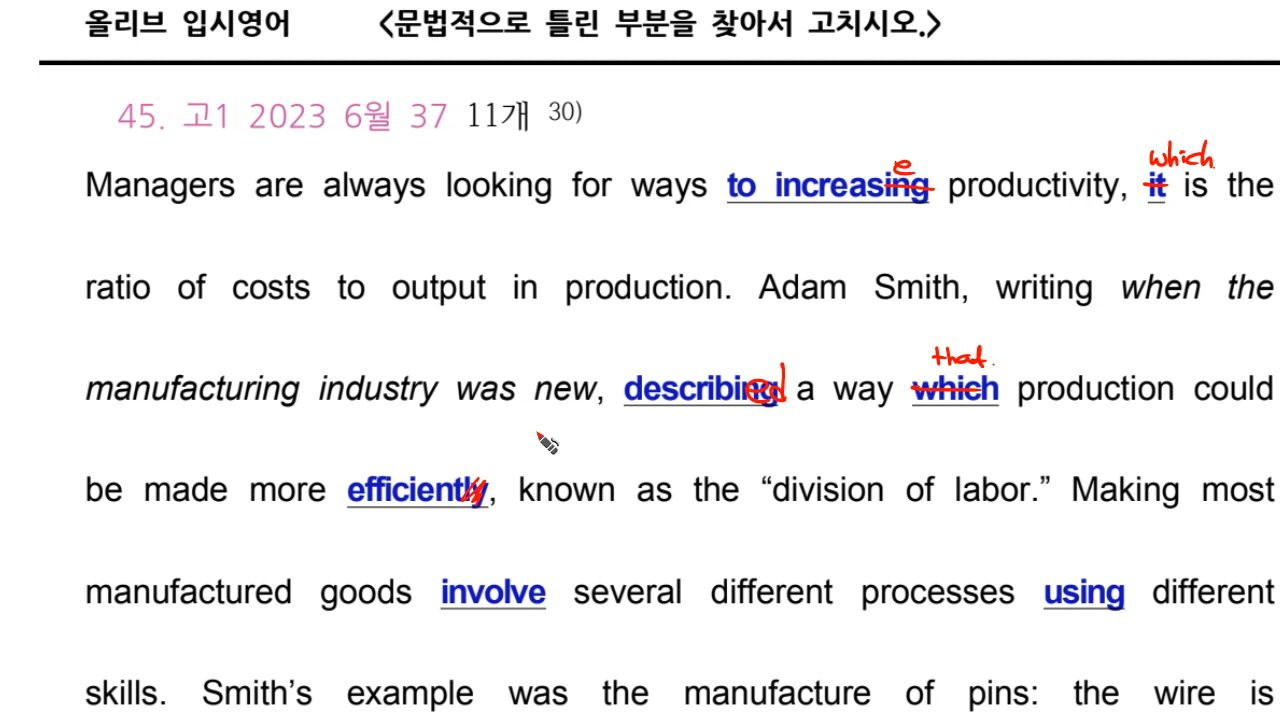 올리브 입시영어 <문법적으로 틀린 부분을 찾아서 고치시오.>
45. 고1 2023 6월 37 11개 30)
e which
Managers are always looking for ways to increasing productivity, it is the
ratio of costs to output in production. Adam Smith, writing when the
that
manufacturing industry was new, describing ed a way which production could
be made more efficiently, known as the “division of labor.” Making most
manufactured goods involve several different processes using different
skills. Smith’s example was the manufacture of pins: the wire is